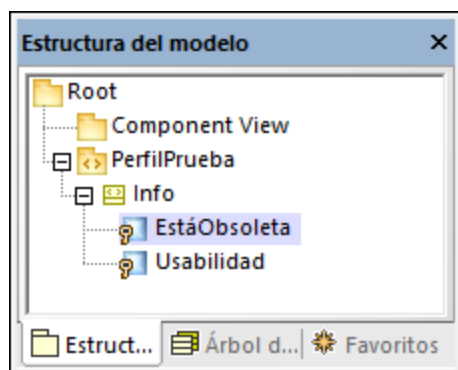 Estructura del modelo
Root
Component View
PerfilPrueba
Info
EstáObsoleta
Usabilidad
Estruct... Árbol d... Favoritos